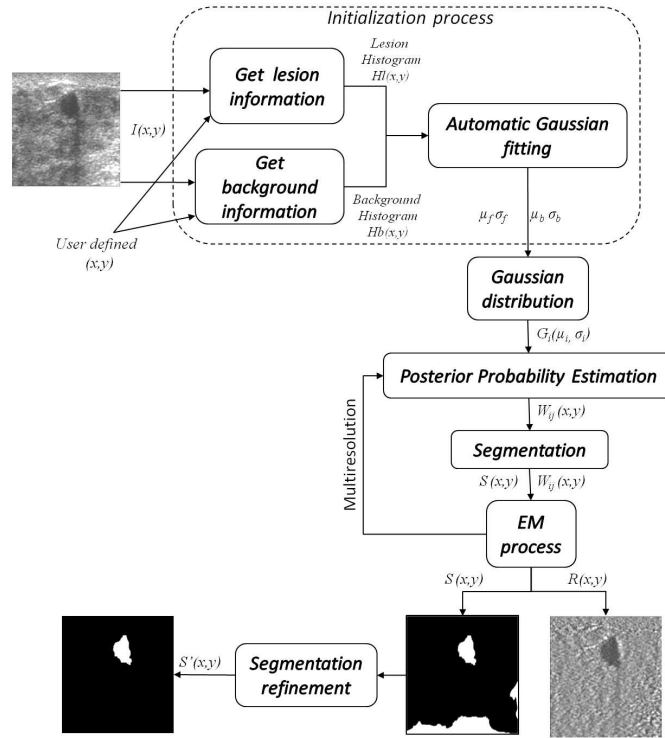 Initialization process
Lesion
Histogram
Hl(x,y)
Get lesion
information
I(x,y)
Automatic Gaussian
fitting
Get
background
information
Background
Histogram
Hb(x,y)
User defined
(x,y)
μf σf
μb σb
Gaussian
distribution
Gi(μi, σi)
Posterior Probability Estimation
Wij(x,y)
Multiresolution
Segmentation
S(x,y)
Wij(x,y)
EM
process
S(x,y)
R(x,y)
S'(x,y)
Segmentation
refinement